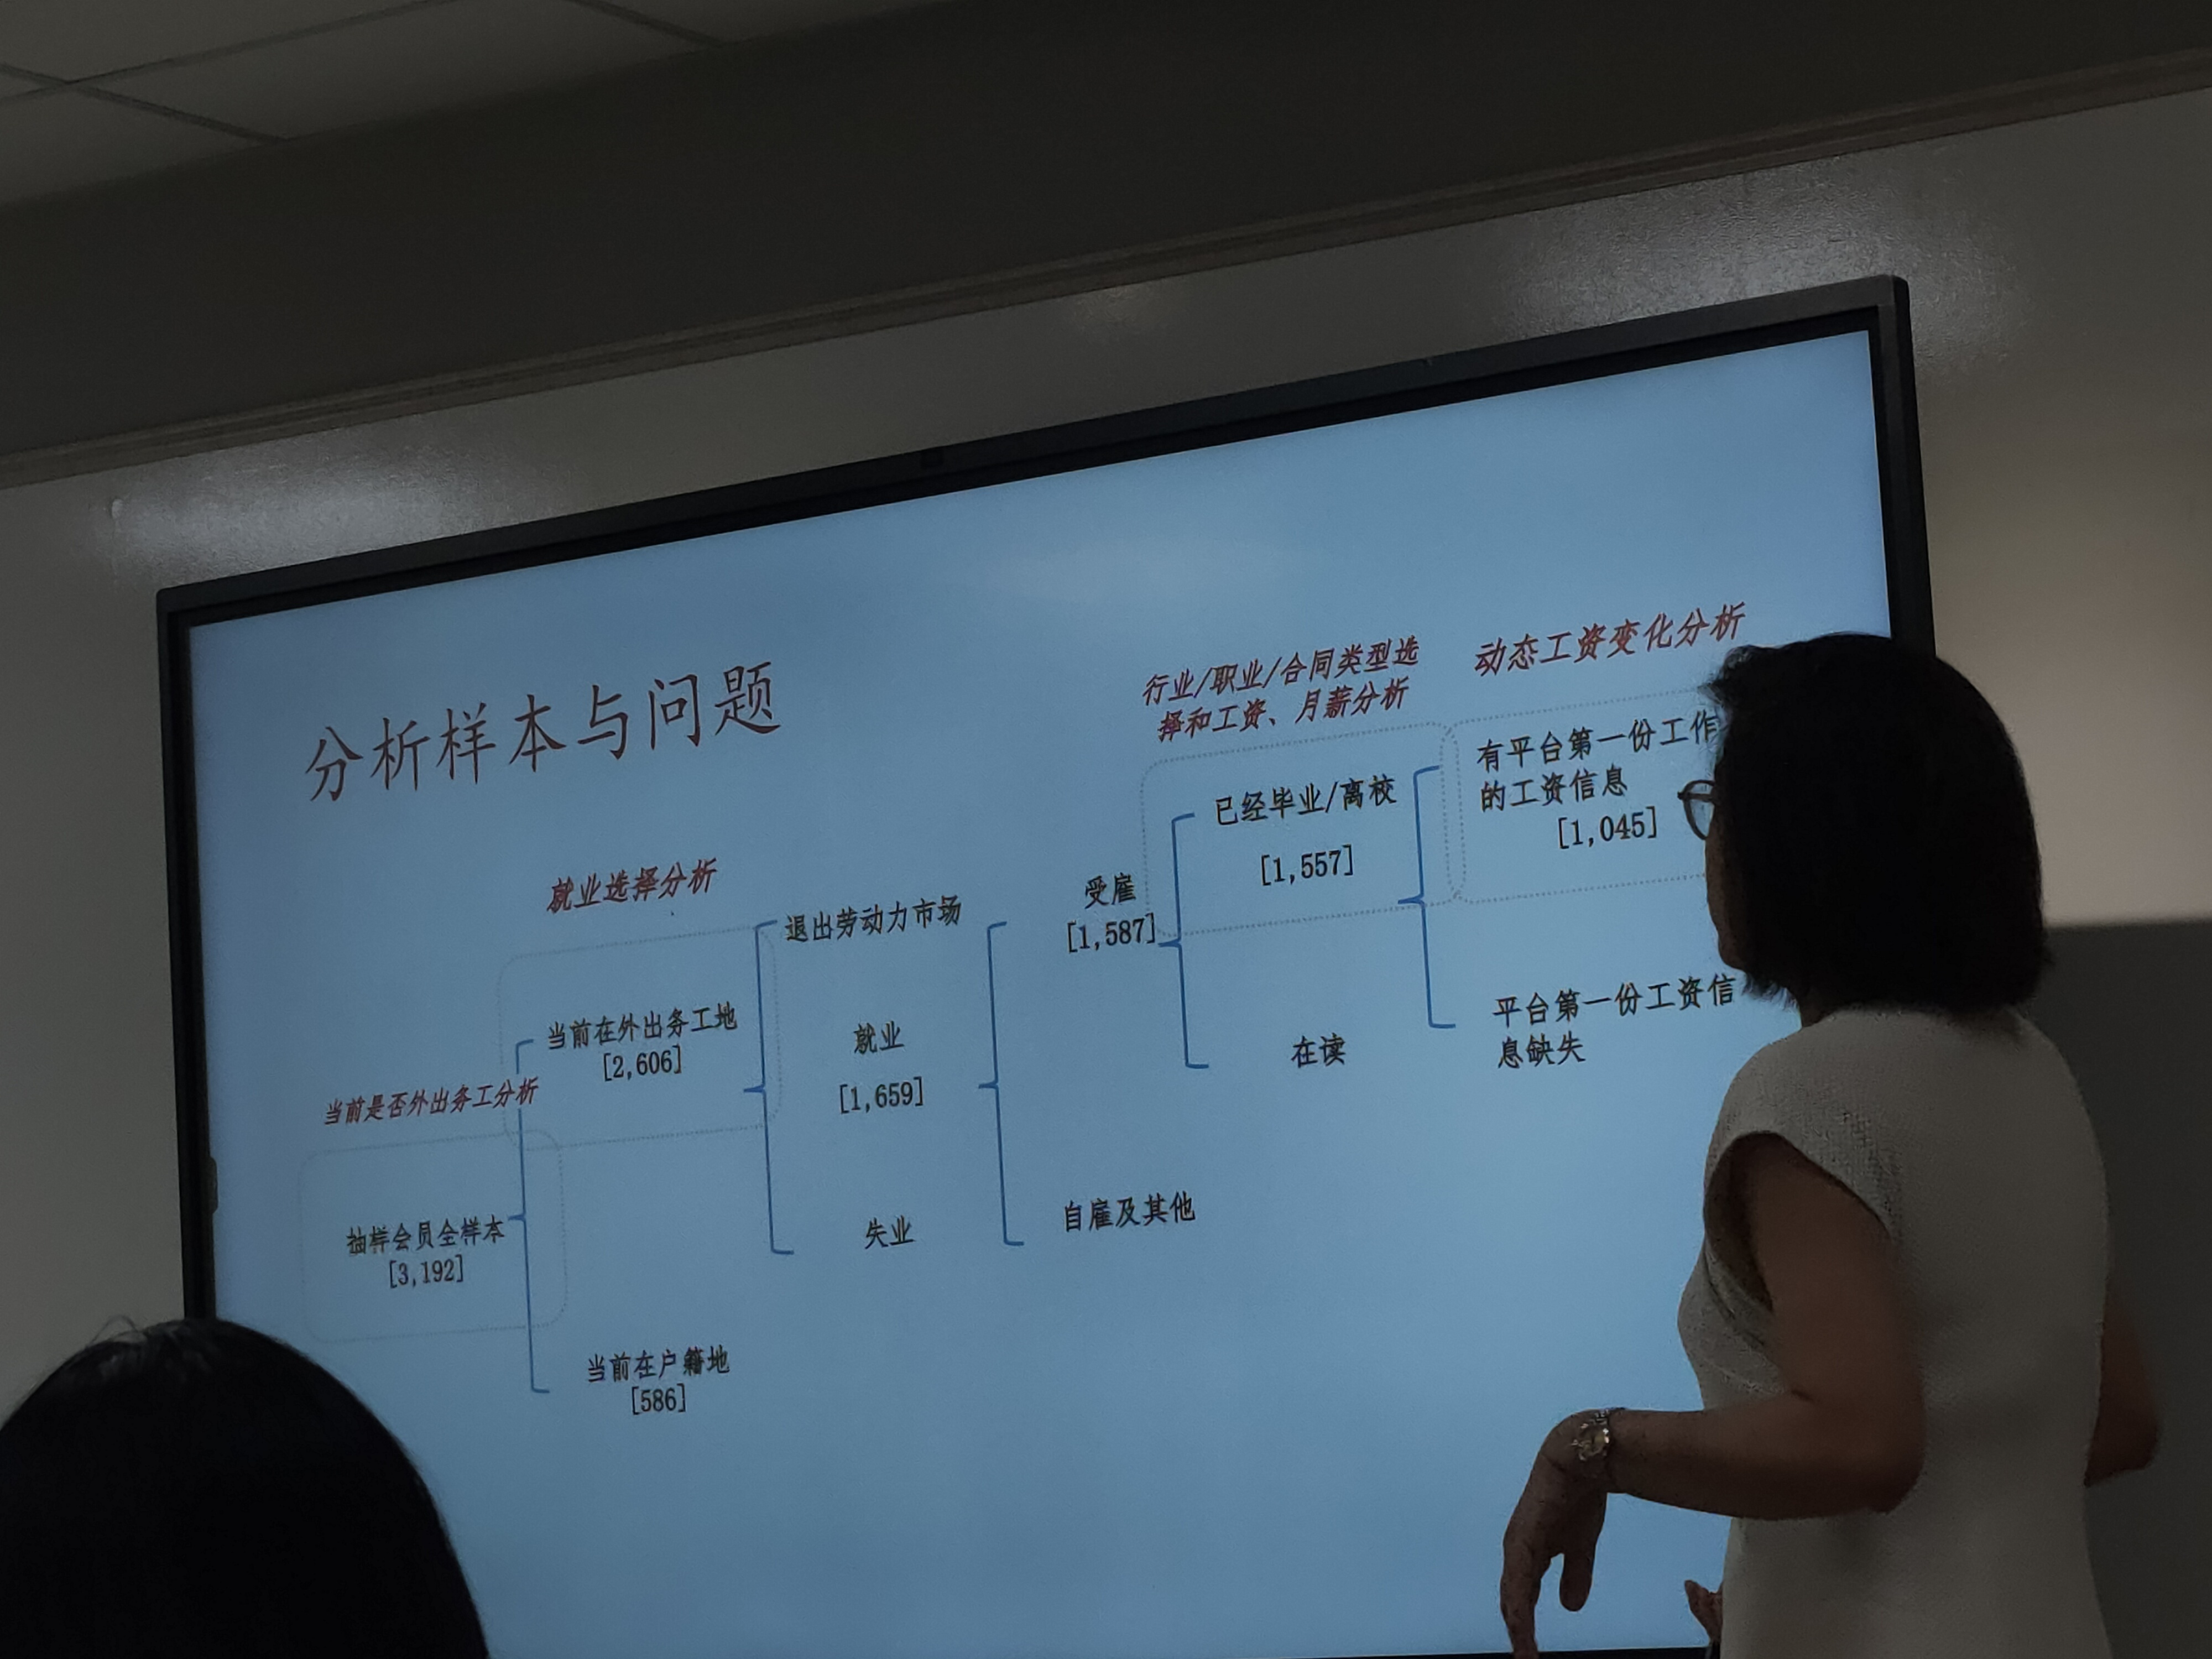 分析样本与问题
行业/职业/合同类型选
择和工资、月薪分析
动态工资变化分析
有平台第一份工作
的工资信息
[1,045]
已经毕业/离校
[1,557]
就业选择分析
受雇
[1,587]
退出劳动力市场
当前在外出务工地
[2,606]
就业
[1,659]
在读
平台第一份工资信
息缺失
当前是否外出务工分析
抽样会员全样本
[3,192]
失业
自雇及其他
当前在户籍地
[586]